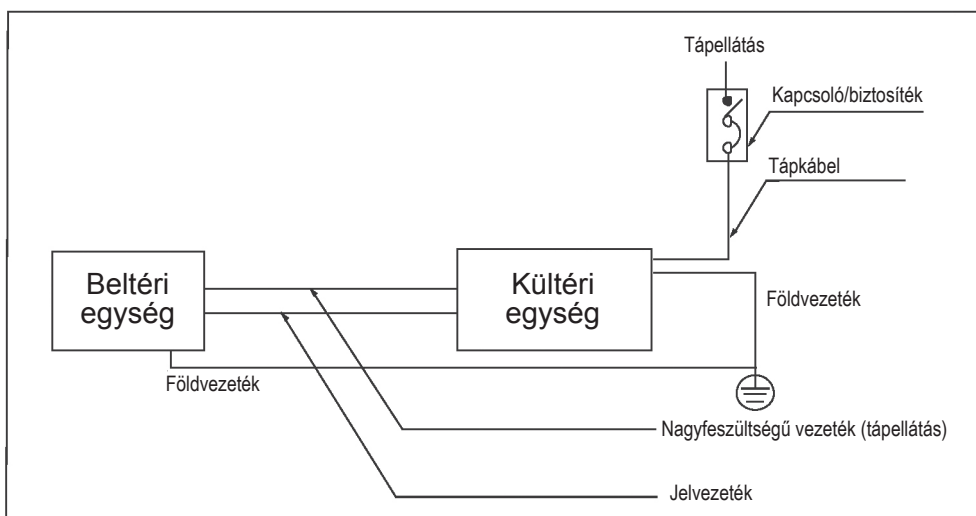 Tápellátás
Kapcsoló/biztosíték
Tápkábel
Beltéri
egység
Kültéri
egység
Földvezeték
Földvezeték
Nagyfeszültségű vezeték (tápellátás)
Jelvezeték